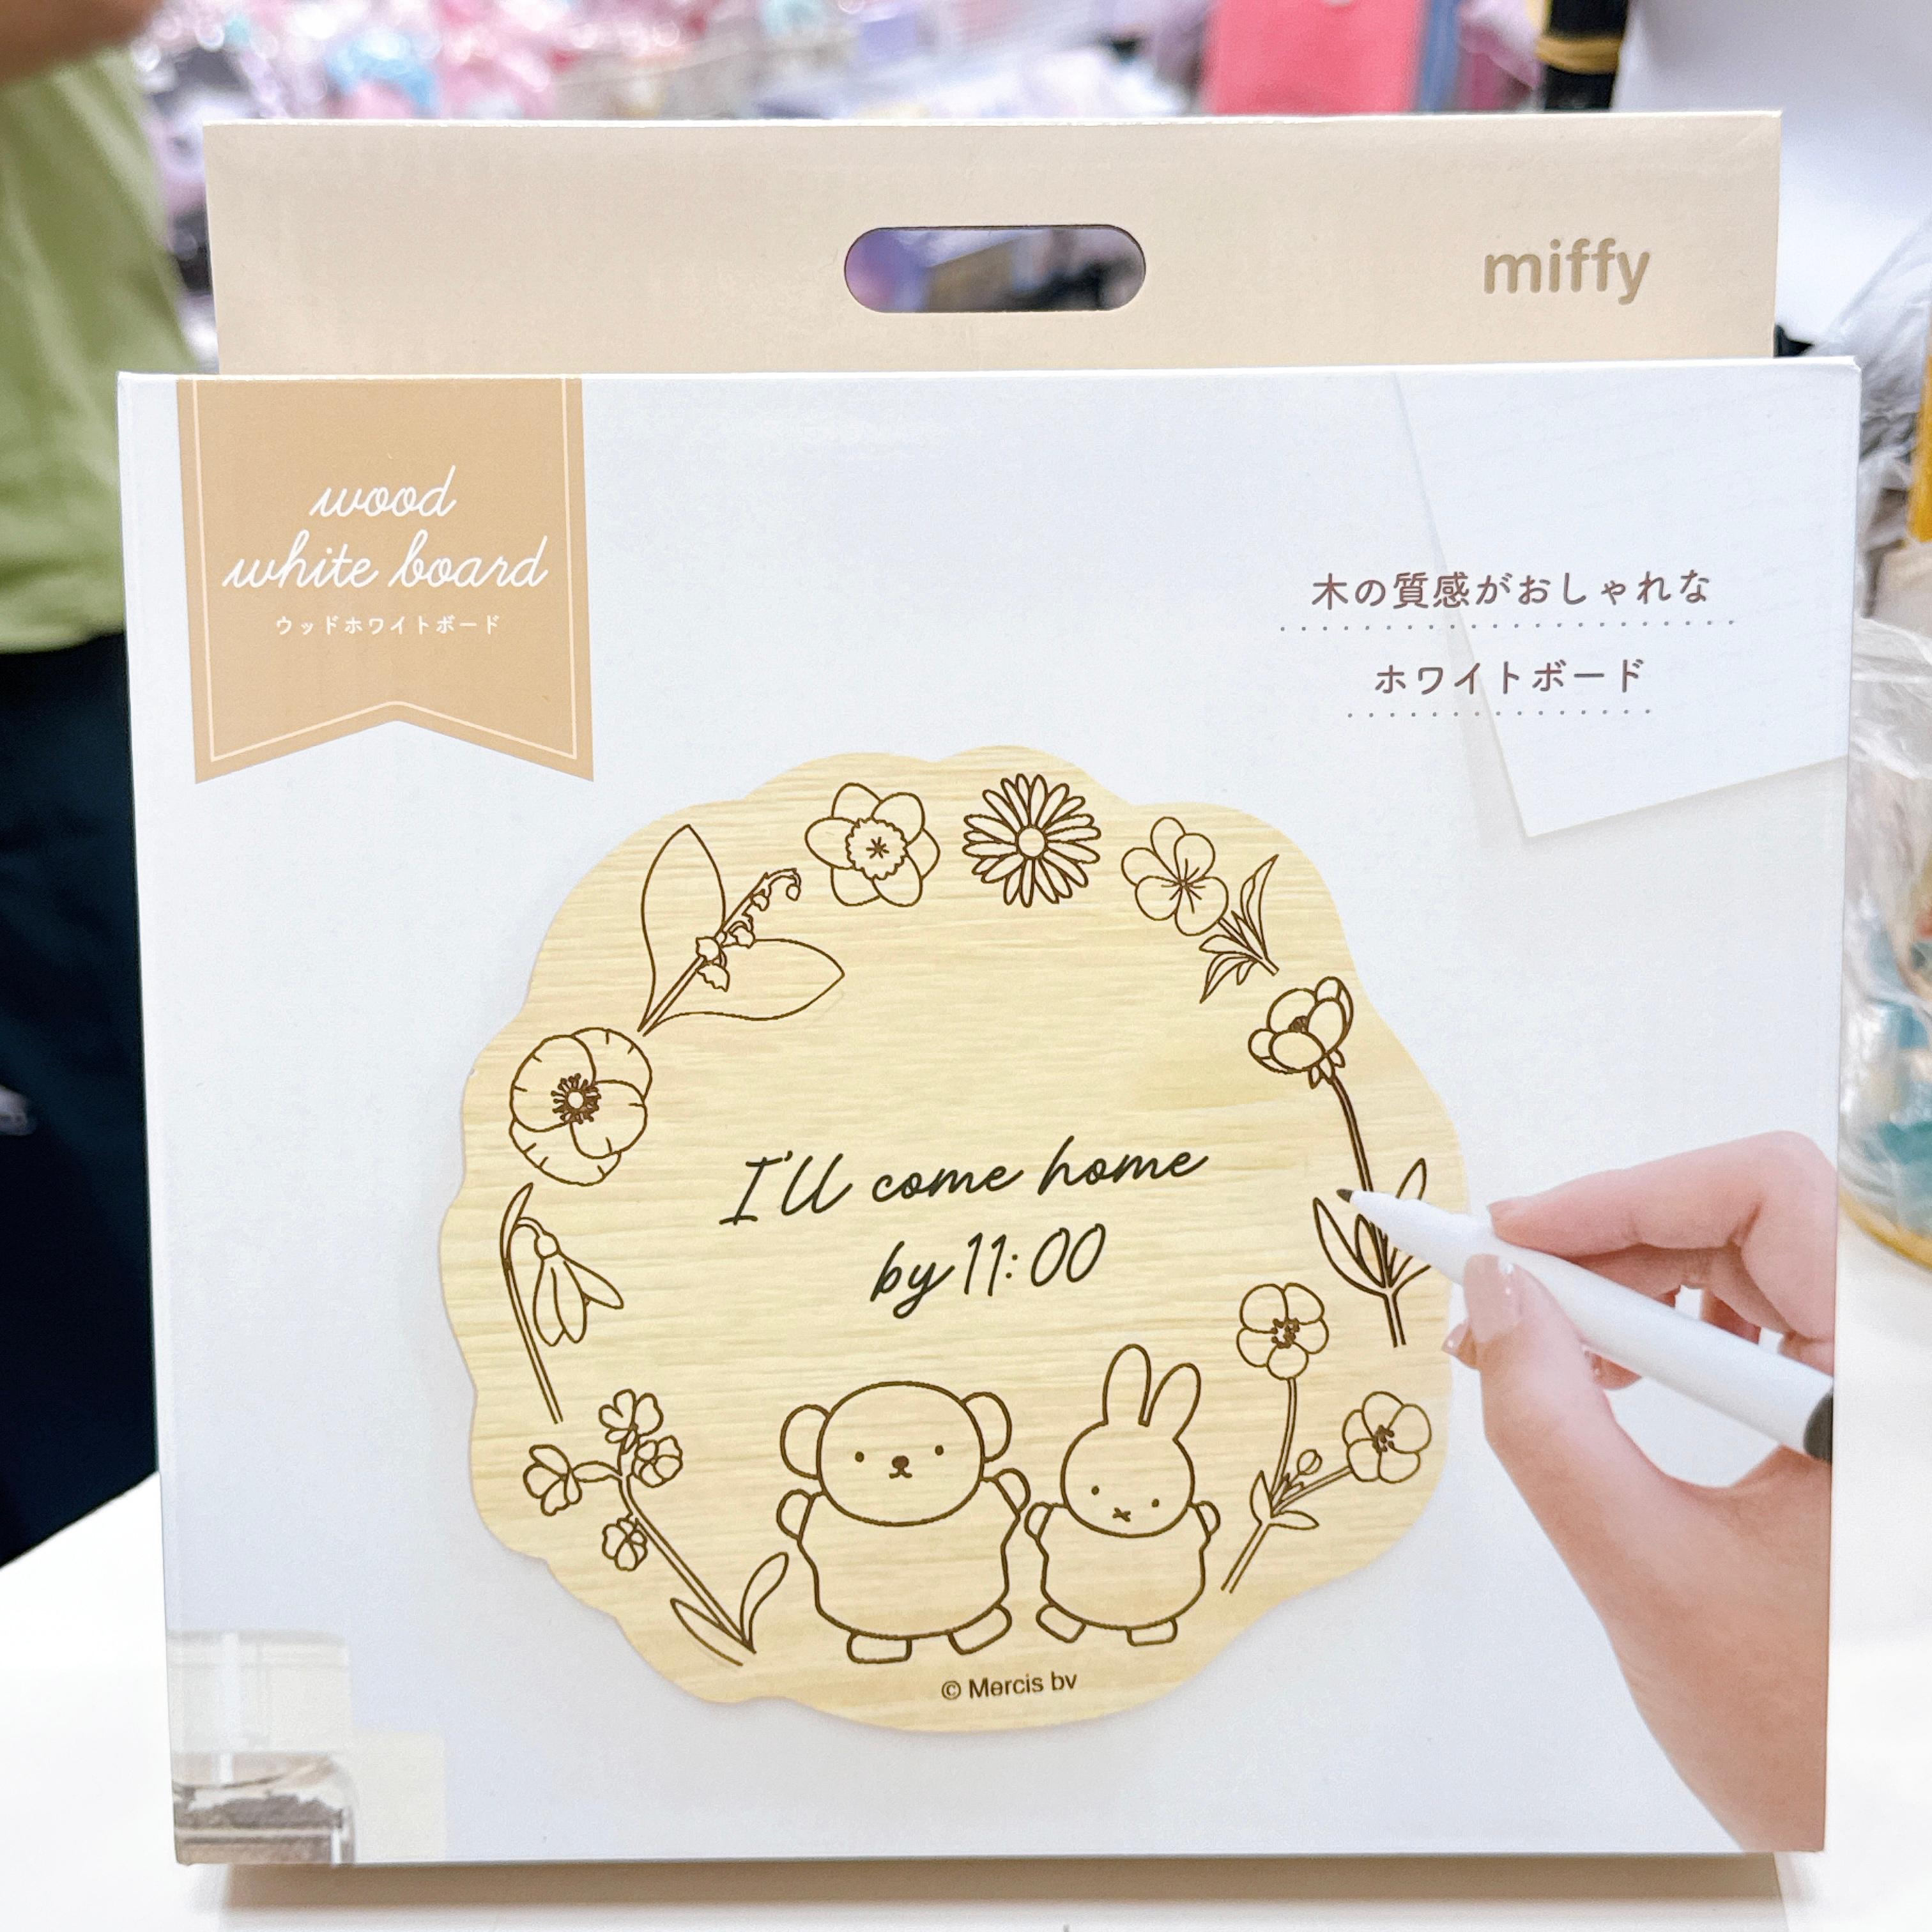 miffy
wood
white board
ウッドホワイトボード
木の質感がおしゃれな
ホワイトボード
I'll come home
by 11:00
© Mercis bv